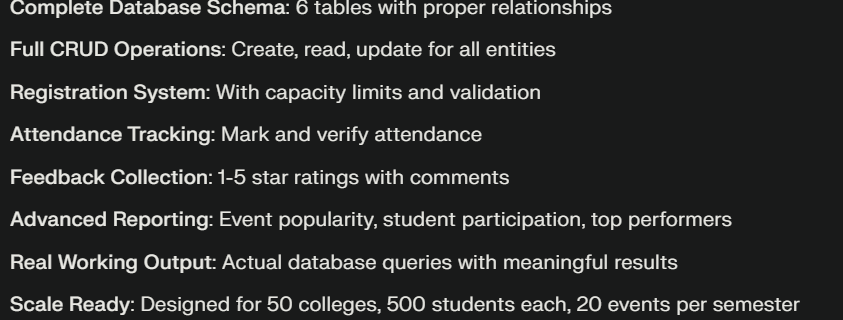 Complete Database Schema: 6 tables with proper relationships
Full CRUD Operations: Create, read, update for all entities
Registration System: With capacity limits and validation
Attendance Tracking: Mark and verify attendance
Feedback Collection: 1-5 star ratings with comments
Advanced Reporting: Event popularity, student participation, top performers
Real Working Output: Actual database queries with meaningful results
Scale Ready: Designed for 50 colleges, 500 students each, 20 events per semester